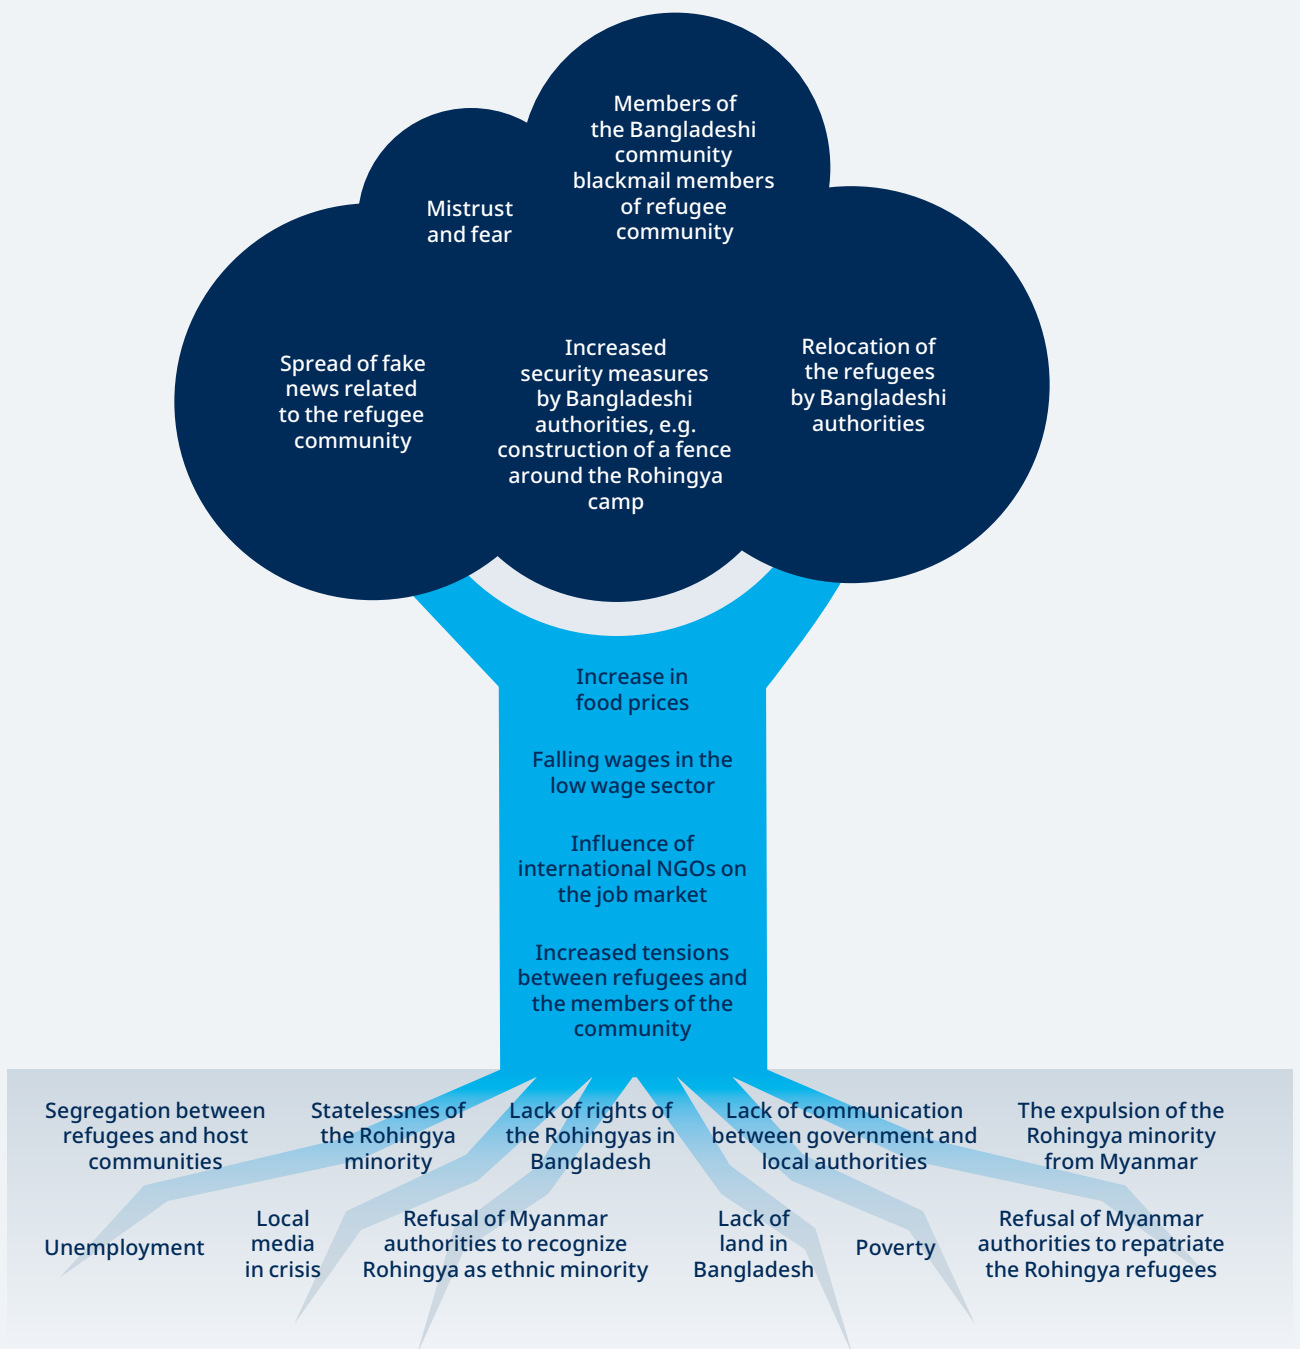 Members of
the Bangladeshi
community
blackmail members
of refugee
community
Mistrust
and fear
Spread of fake
news related
to the refugee
community
Increased
security measures
by Bangladeshi
authorities, e.g.
construction of a fence
around the Rohingya
camp
Relocation of
the refugees
by Bangladeshi
authorities
Increase in
food prices
Falling wages in the
low wage sector
Influence of
international NGOs on
the job market
Increased tensions
between refugees and
the members of the
community
Segregation between
refugees and host
communities
Statelessnes of
the Rohingya
minority
Lack of rights of
the Rohingyas in
Bangladesh
Lack of communication
between government and
local authorities
The expulsion of the
Rohingya minority
from Myanmar
Unemployment
Local
media
in crisis
Refusal of Myanmar
authorities to recognize
Rohingya as ethnic minority
Lack of
land in
Bangladesh
Poverty
Refusal of Myanmar
authorities to repatriate
the Rohingya refugees